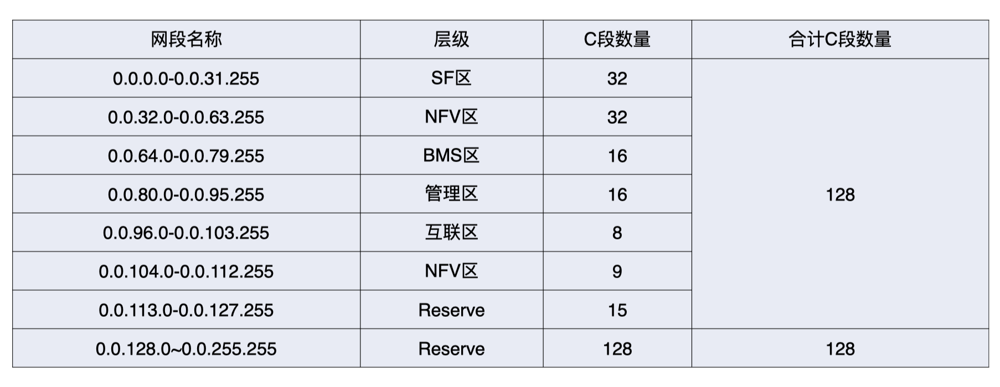 网段名称 层级 C段数量 合计C段数量
0.0.0.0-0.0.31.255 SF区 32
0.0.32.0-0.0.63.255 NFV区 32
0.0.64.0-0.0.79.255 BMS区 16
0.0.80.0-0.0.95.255 管理区 16 128
0.0.96.0-0.0.103.255 互联区 8
0.0.104.0-0.0.112.255 NFV区 9
0.0.113.0-0.0.127.255 Reserve 15
0.0.128.0~0.0.255.255 Reserve 128 128